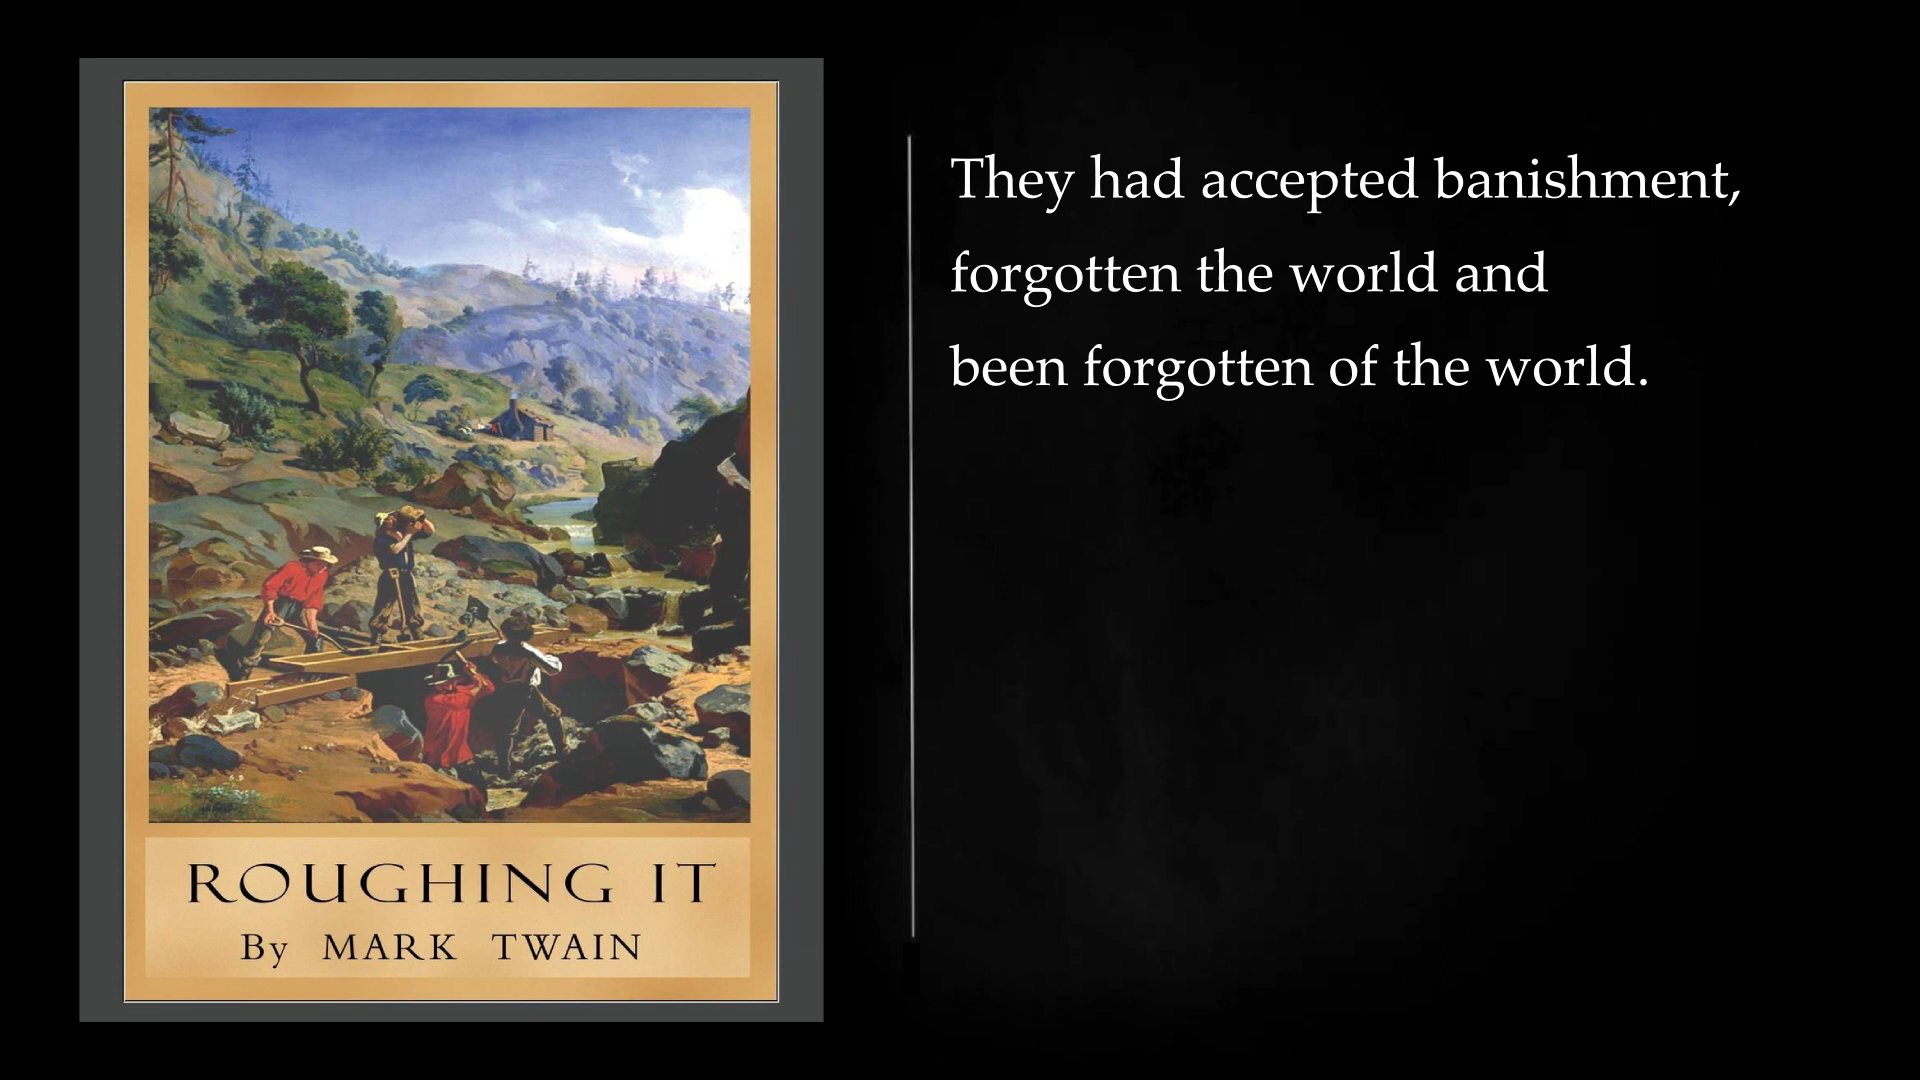 ROUGHING IT
By MARK TWAIN
They had accepted banishment,
forgotten the world and
been forgotten of the world.